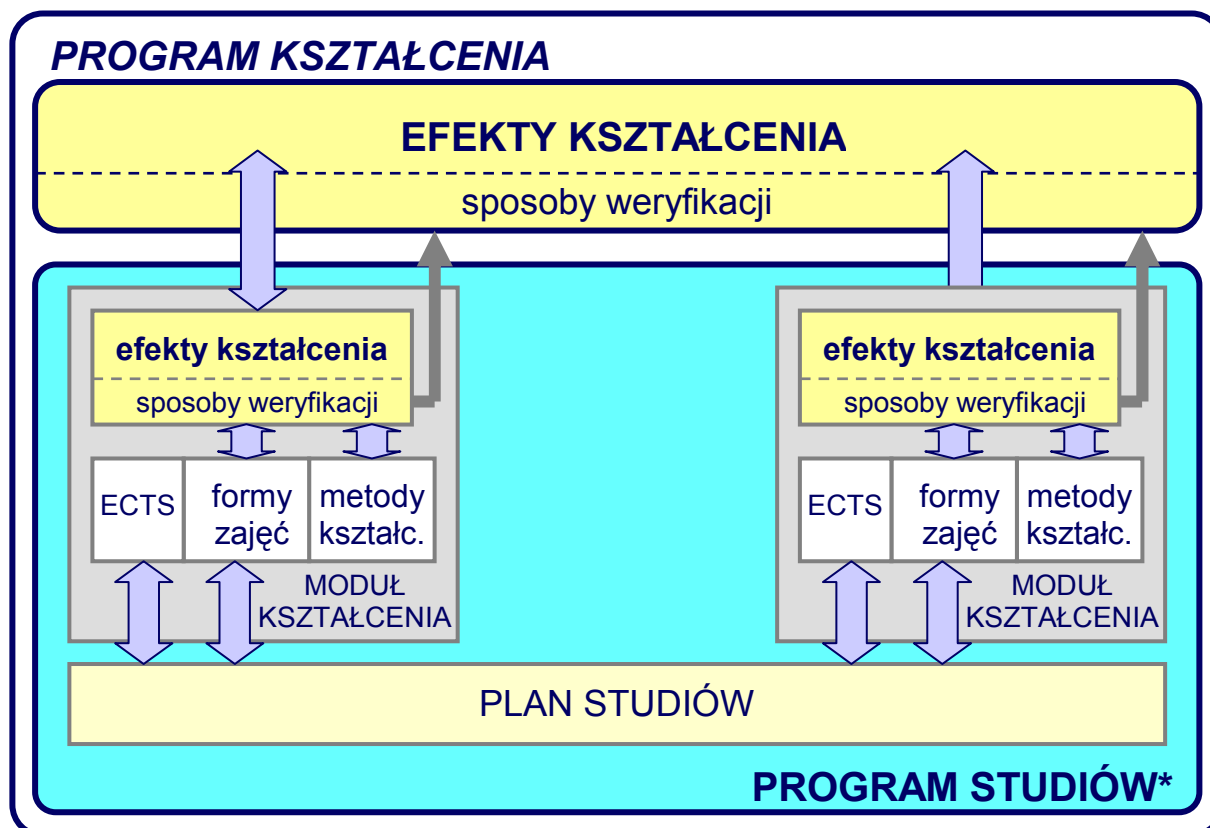 PROGRAM KSZTAŁCENIA
EFEKTY KSZTAŁCENIA
sposoby weryfikacji
efekty kształcenia
sposoby weryfikacji
ECTS
formy
zajęć
metody
kształc.
MODUŁ
KSZTAŁCENIA
efekty kształcenia
sposoby weryfikacji
ECTS
formy
zajęć
metody
kształc.
MODUŁ
KSZTAŁCENIA
PLAN STUDIÓW
PROGRAM STUDIÓW*